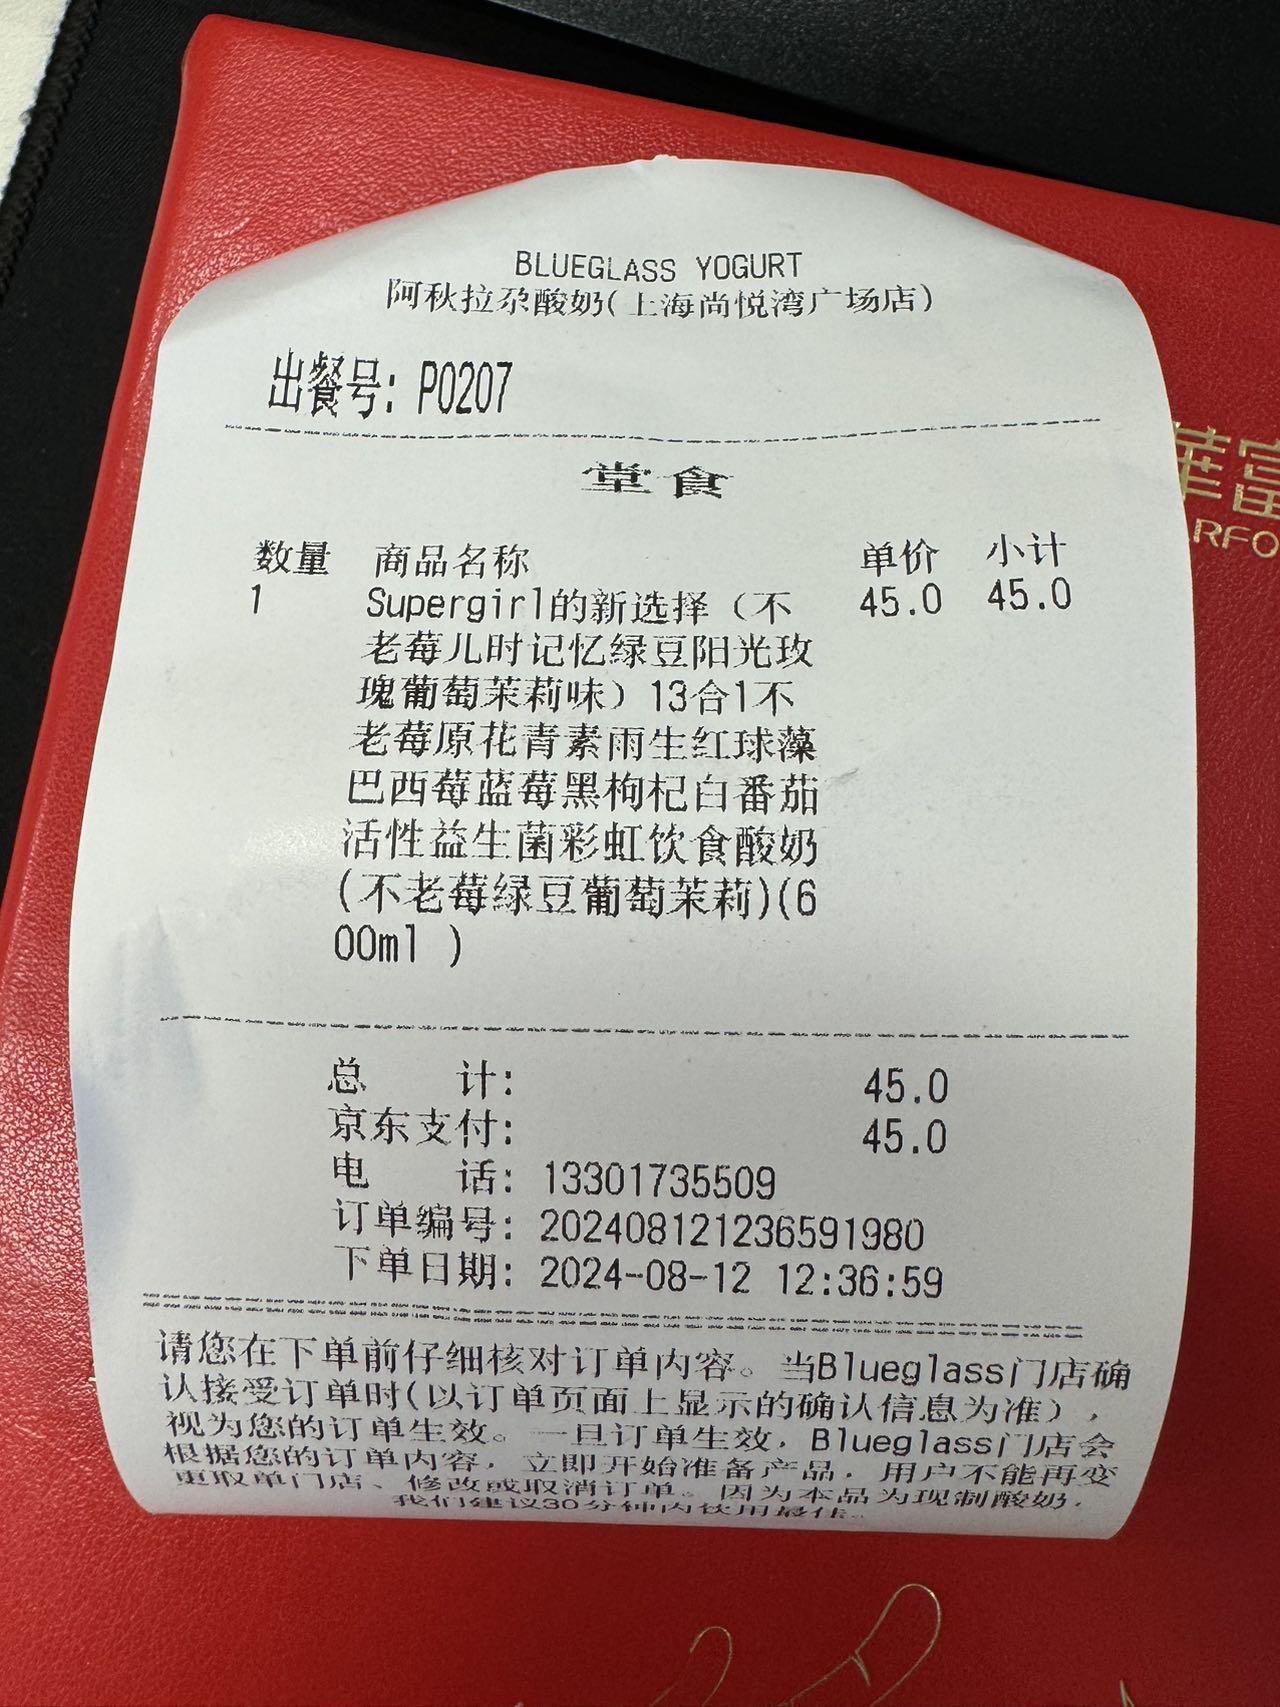 BLUEGLASS YOGURT
阿秋拉尕酸奶(上海尚悦湾广场店)
出餐号: P0207
堂食
数量 商品名称 单价 小计
1 Supergirl的新选择（不 45.0 45.0
老莓儿时记忆绿豆阳光玫
瑰葡萄茉莉味）13合1不
老莓原花青素雨生红球藻
巴西莓蓝莓黑枸杞白番茄
活性益生菌彩虹饮食酸奶
(不老莓绿豆葡萄茉莉)(6
00ml )
总 计: 45.0
京东支付: 45.0
电 话: 13301735509
订单编号: 202408121236591980
下单日期: 2024-08-12 12:36:59
请您在下单前仔细核对订单内容。当Blueglass门店确
认接受订单时(以订单页面上显示的确认信息为准)，
视为您的订单生效。一旦订单生效，Blueglass门店会
根据您的订单内容，立即开始准备产品，用户不能再变
更取单门店、修改或取消订单。因为本品为现制酸奶，
我们建议30分钟内饮用最佳。
華富
RFO